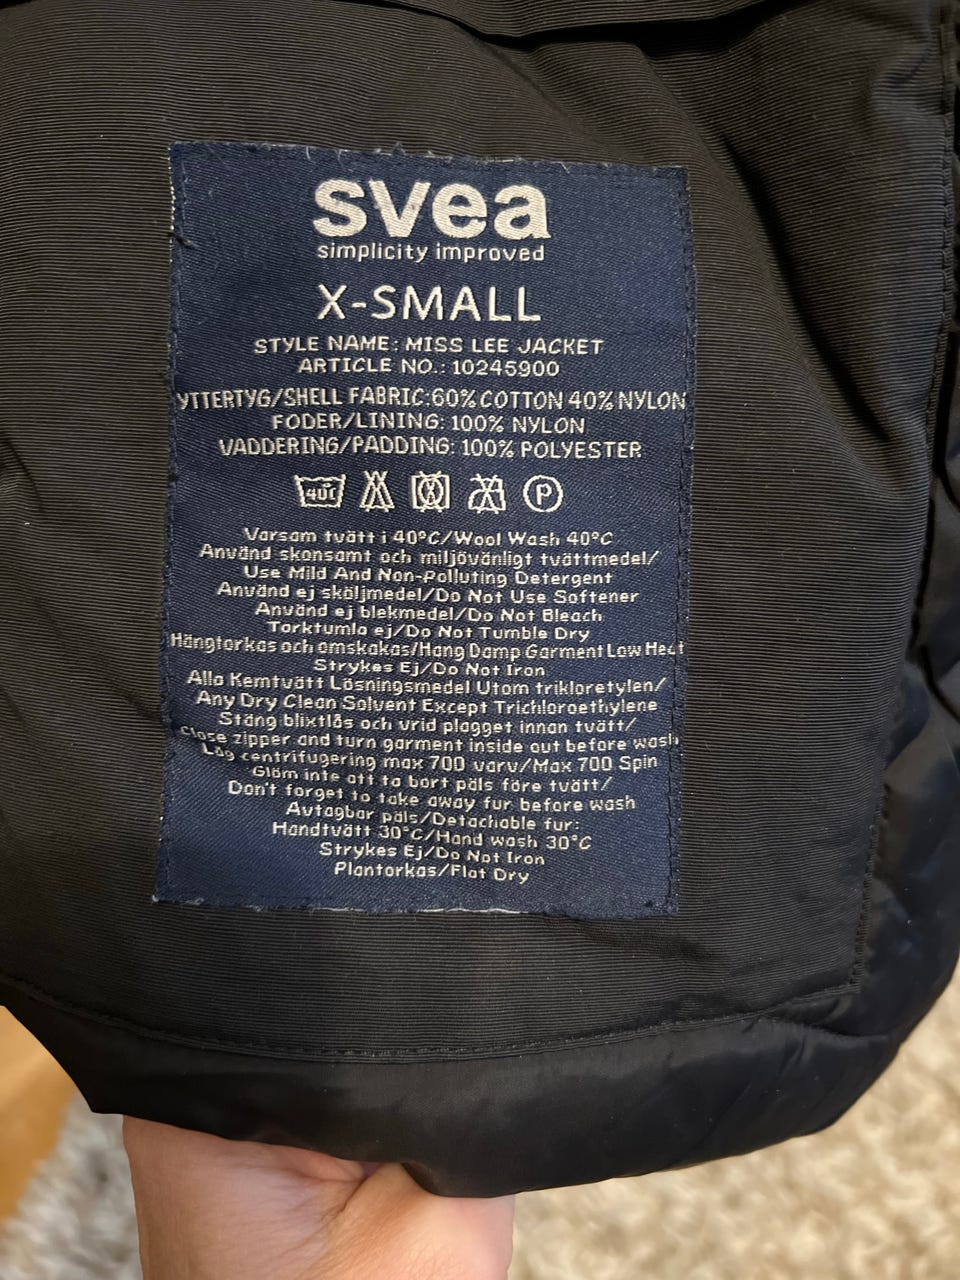 svea
simplicity improved
X-SMALL
STYLE NAME: MISS LEE JACKET
ARTICLE NO.: 10245900
YTTERTYG/SHELL FABRIC:60% COTTON 40% NYLON
FODER/LINING: 100% NYLON
VADDERING/PADDING: 100% POLYESTER
40C P
Varsam tvätt i 40°C/Wool Wash 40°C
Använd skonsamt och miljövänligt tvättmedel/
Use Mild And Non-Polluting Detergent
Använd ej sköljmedel/Do Not Use Softener
Använd ej blekmedel/Do Not Bleach
Torktumla ej/Do Not Tumble Dry
Hängtorkas och omskakas/Hang Damp Garment Low Heat
Strykes Ej/Do Not Iron
Alla Kemtvätt Lösningsmedel Utom trikloretylen/
Any Dry Clean Solvent Except Trichloroethylene
Stäng blixtlås och vrid plagget innan tvätt/
Close zipper and turn garment inside out before wash
Låg centrifugering max 700 varv/Max 700 Spin
Glöm inte att ta bort päls före tvätt/
Don't forget to take away fur before wash
Avtagbar päls/Detachable fur:
Handtvätt 30°C/Hand wash 30°C
Strykes Ej/Do Not Iron
Plantorkas/Flat Dry